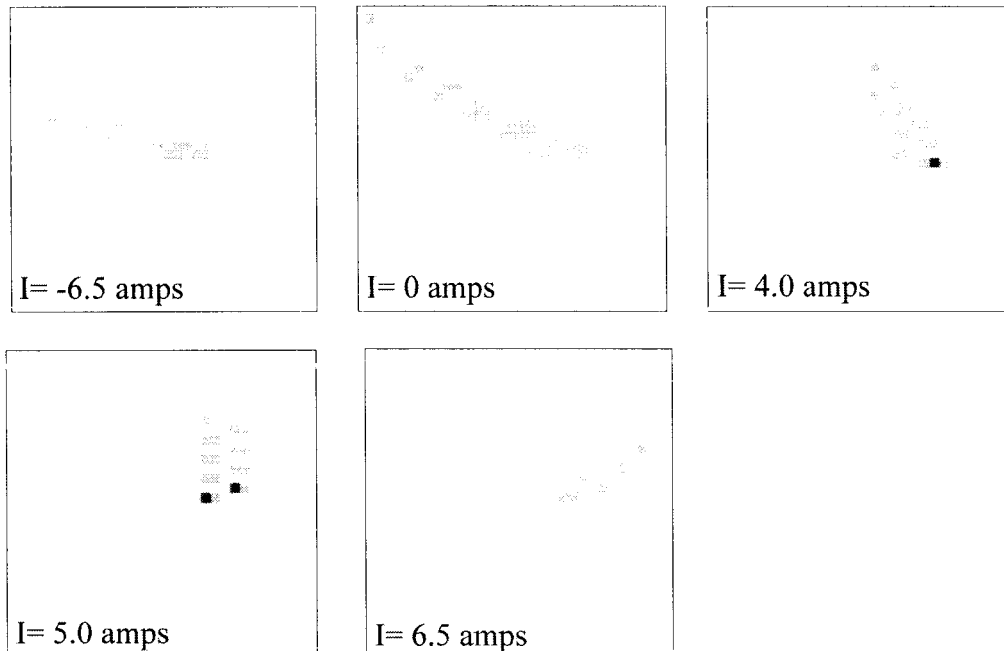 I= -6.5 amps
I= 0 amps
I= 4.0 amps
I= 5.0 amps
I= 6.5 amps